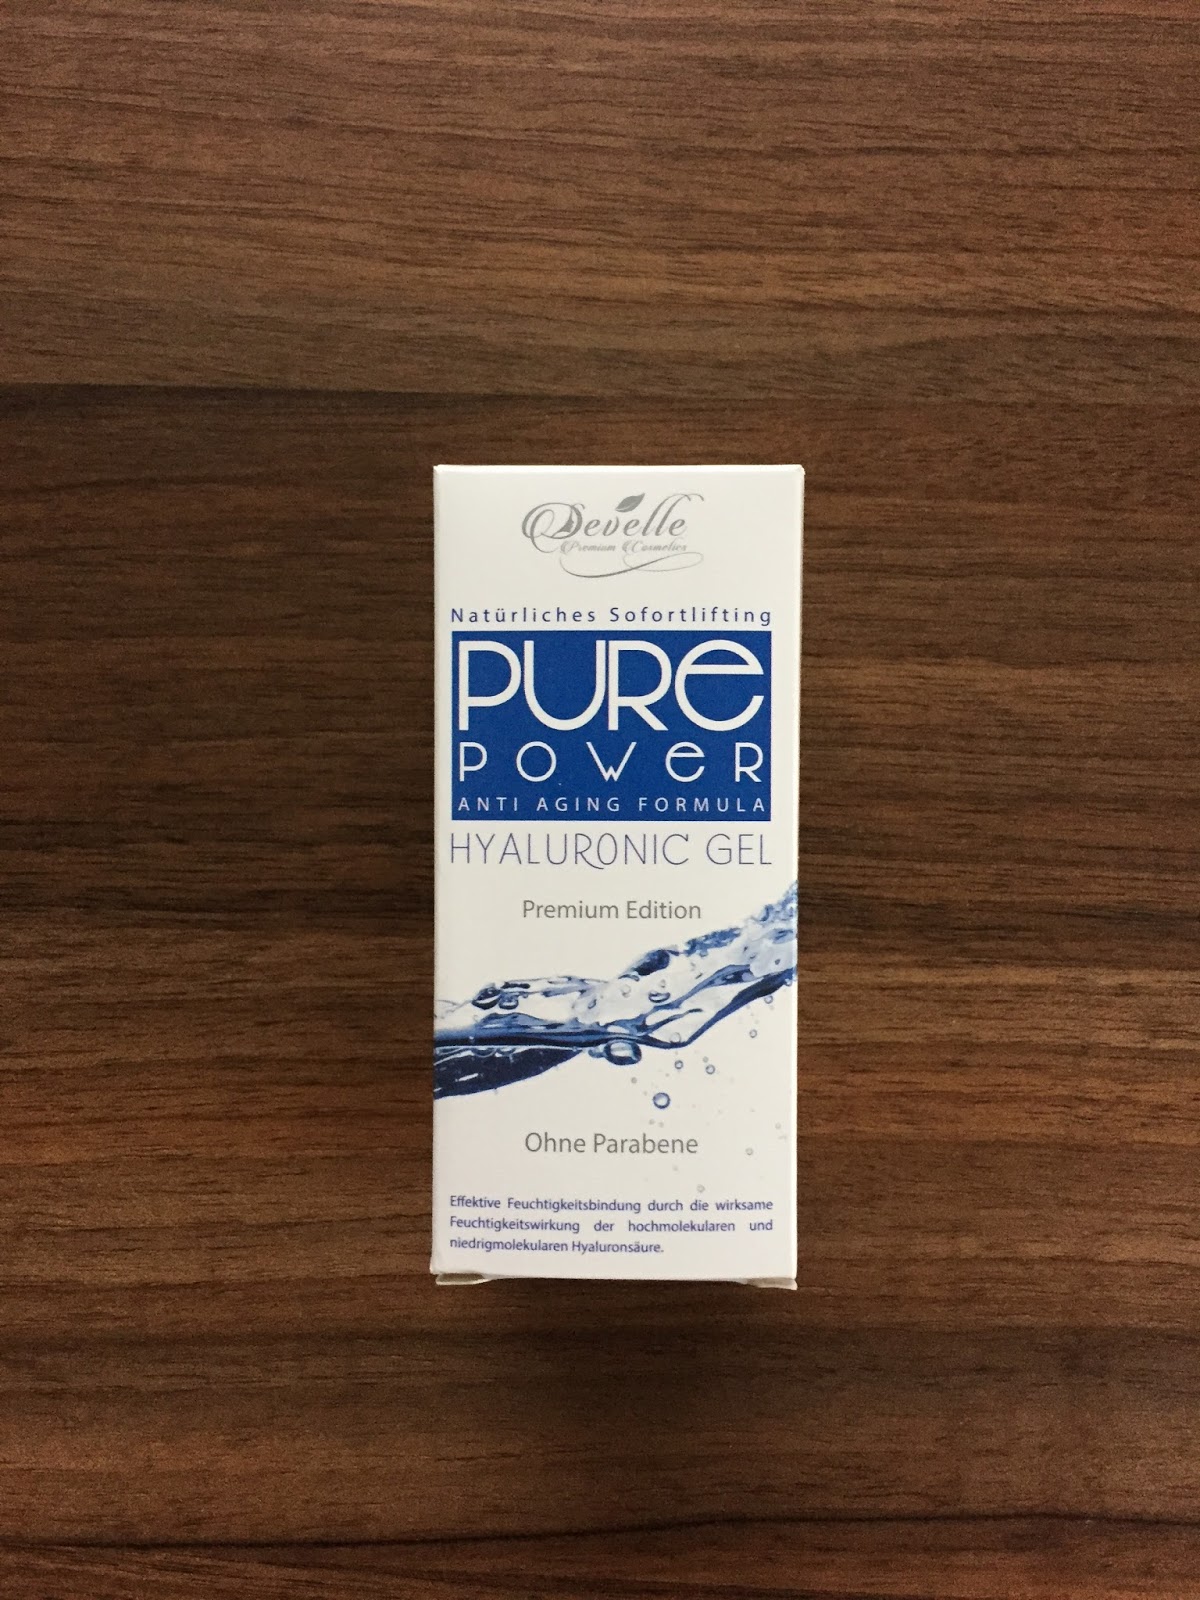 Develle
Premium Cosmetics
Natürliches Sofortlifting
PURe
POWeR
ANTI AGING FORMULA
HYALURONIC GEL
Premium Edition
Ohne Parabene
Effektive Feuchtigkeitsbindung durch die wirksame
Feuchtigkeitswirkung der hochmolekularen und
niedrigmolekularen Hyaluronsäure.